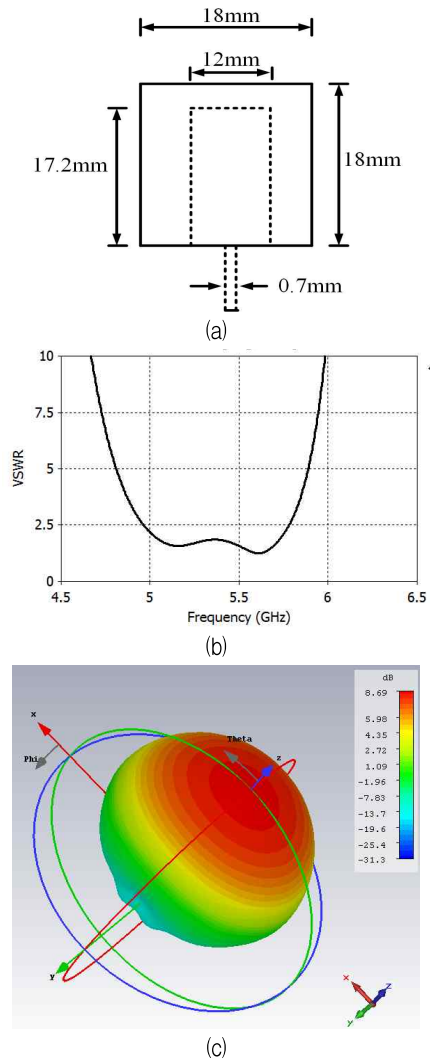 18mm
12mm
17.2mm
18mm
0.7mm
(a)
10
7.5
5
2.5
0
VSWR
4.5 5 5.5 6 6.5
Frequency (GHz)
(b)
dB
8.69
5.98
4.35
2.72
1.09
-1.96
-7.83
-13.7
-19.6
-25.4
-31.3
x
Phi
Theta
z
y
x
z
y
(c)